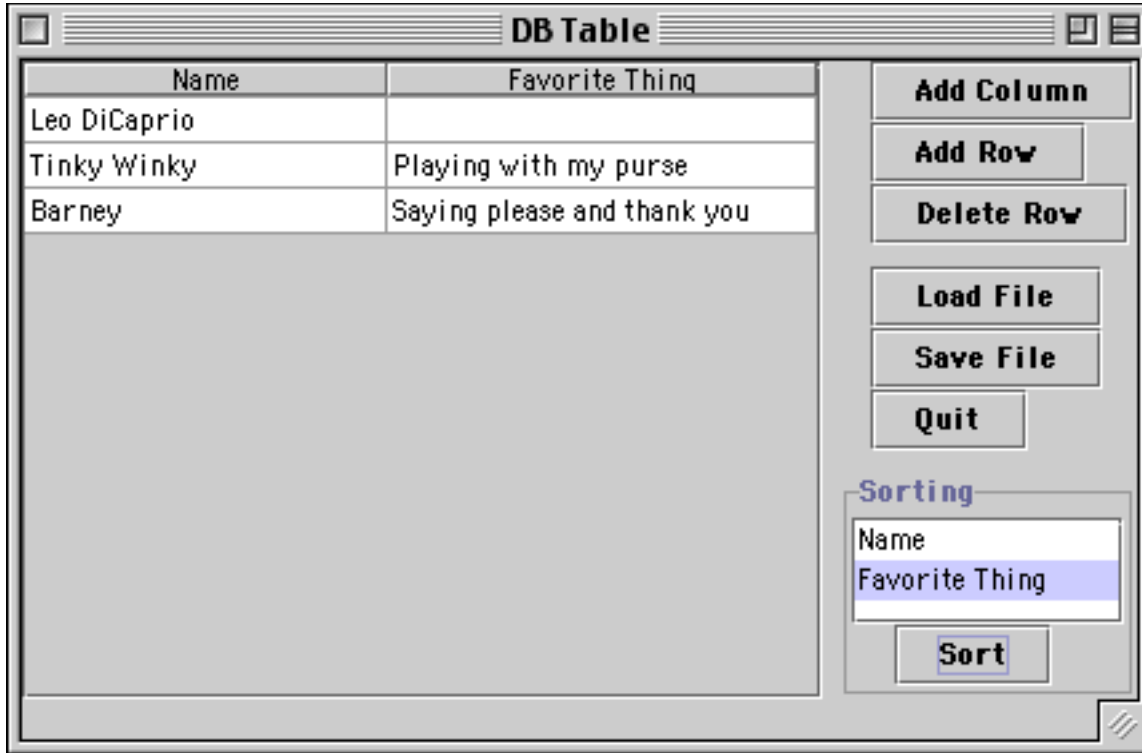 DB Table
Name Favorite Thing
Leo DiCaprio
Tinky Winky Playing with my purse
Barney Saying please and thank you
Add Column
Add Row
Delete Row
Load File
Save File
Quit
Sorting
Name
Favorite Thing
Sort